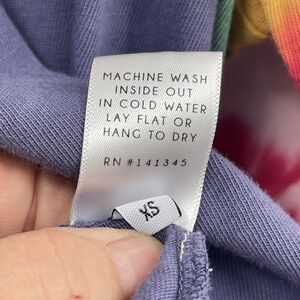 MACHINE WASH
INSIDE OUT
IN COLD WATER
LAY FLAT OR
HANG TO DRY
RN #141345
XS